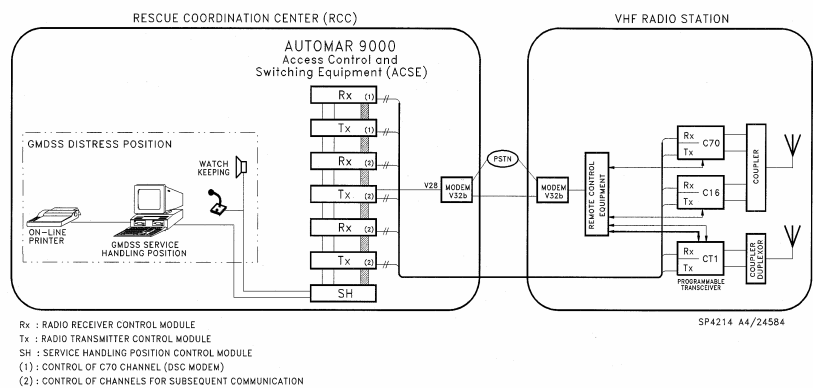 RESCUE COORDINATION CENTER (RCC)
VHF RADIO STATION
AUTOMAR 9000
Access Control and
Switching Equipment (ACSE)
Rx (1)
Tx (1)
Rx (2)
Tx (2)
Rx (2)
Tx (2)
SH
GMDSS DISTRESS POSITION
WATCH
KEEPING
ON-LINE
PRINTER
GMDSS SERVICE
HANDLING POSITION
V28
MODEM
V32b
PSTN
MODEM
V32b
REMOTE CONTROL
EQUIPMENT
Rx
Tx
C70
Rx
Tx
C16
COUPLER
Rx
Tx
CT1
PROGRAMMABLE
TRANSCEIVER
COUPLER
DUPLEXOR
SP4214 A4/24584
Rx : RADIO RECEIVER CONTROL MODULE
Tx : RADIO TRANSMITTER CONTROL MODULE
SH : SERVICE HANDLING POSITION CONTROL MODULE
(1) : CONTROL OF C70 CHANNEL (DSC MODEM)
(2) : CONTROL OF CHANNELS FOR SUBSEQUENT COMMUNICATION